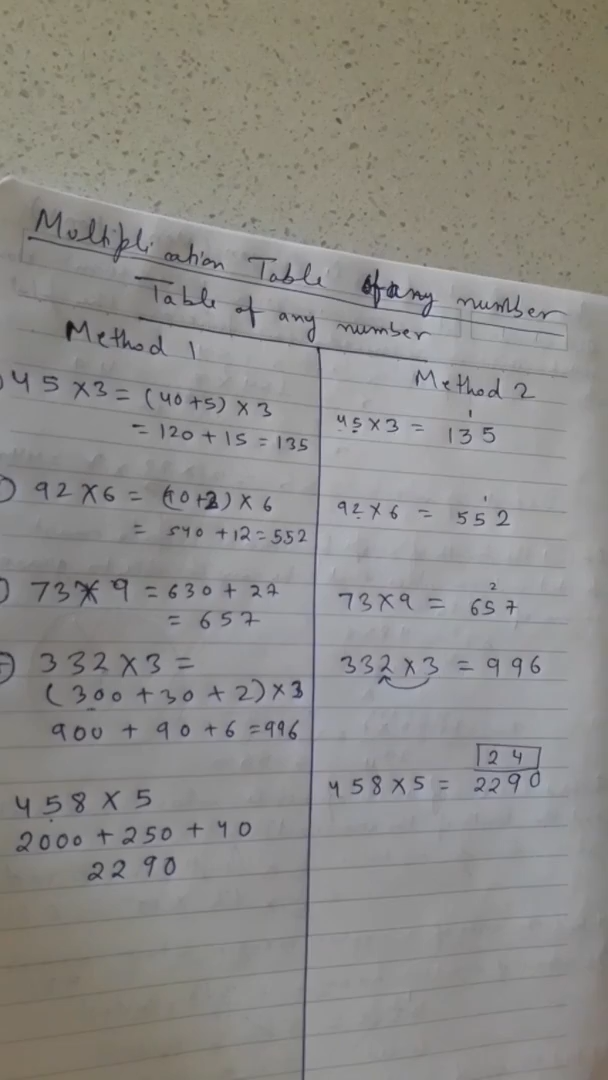 Multiplication Table of any number
Table of any number
Method 1
45 × 3 = (40+5) × 3
= 120 + 15 = 135
92 × 6 = (90+2) × 6
= 540 + 12 = 552
73 × 9 = 630 + 27
= 657
332 × 3 =
(300 + 30 + 2) × 3
900 + 90 + 6 = 996
458 × 5
2000 + 250 + 40
2290
Method 2
1
45 × 3 = 135
1
92 × 6 = 552
2
73 × 9 = 657
332 × 3 = 996
24
458 × 5 = 2290